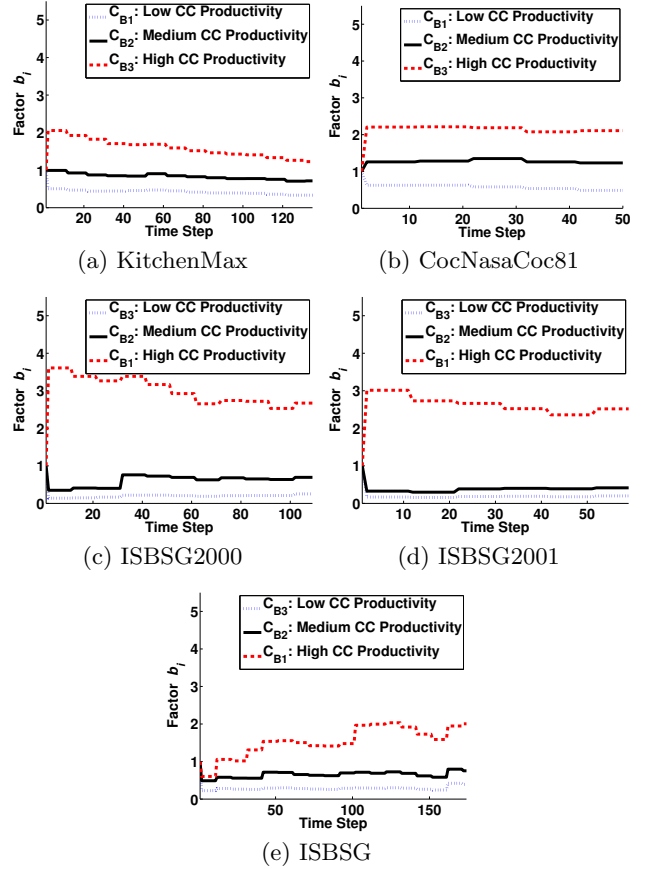 C_B1: Low CC Productivity
C_B2: Medium CC Productivity
C_B3: High CC Productivity
Factor b_i
5
4
3
2
1
0
20 40 60 80 100 120
Time Step
(a) KitchenMax
C_B1: Low CC Productivity
C_B2: Medium CC Productivity
C_B3: High CC Productivity
Factor b_i
5
4
3
2
1
0
10 20 30 40 50
Time Step
(b) CocNasaCoc81
C_B3: Low CC Productivity
C_B2: Medium CC Productivity
C_B1: High CC Productivity
Factor b_i
5
4
3
2
1
0
20 40 60 80 100
Time Step
(c) ISBSG2000
C_B3: Low CC Productivity
C_B2: Medium CC Productivity
C_B1: High CC Productivity
Factor b_i
5
4
3
2
1
0
10 20 30 40 50
Time Step
(d) ISBSG2001
C_B3: Low CC Productivity
C_B2: Medium CC Productivity
C_B1: High CC Productivity
Factor b_i
5
4
3
2
1
0
50 100 150
Time Step
(e) ISBSG